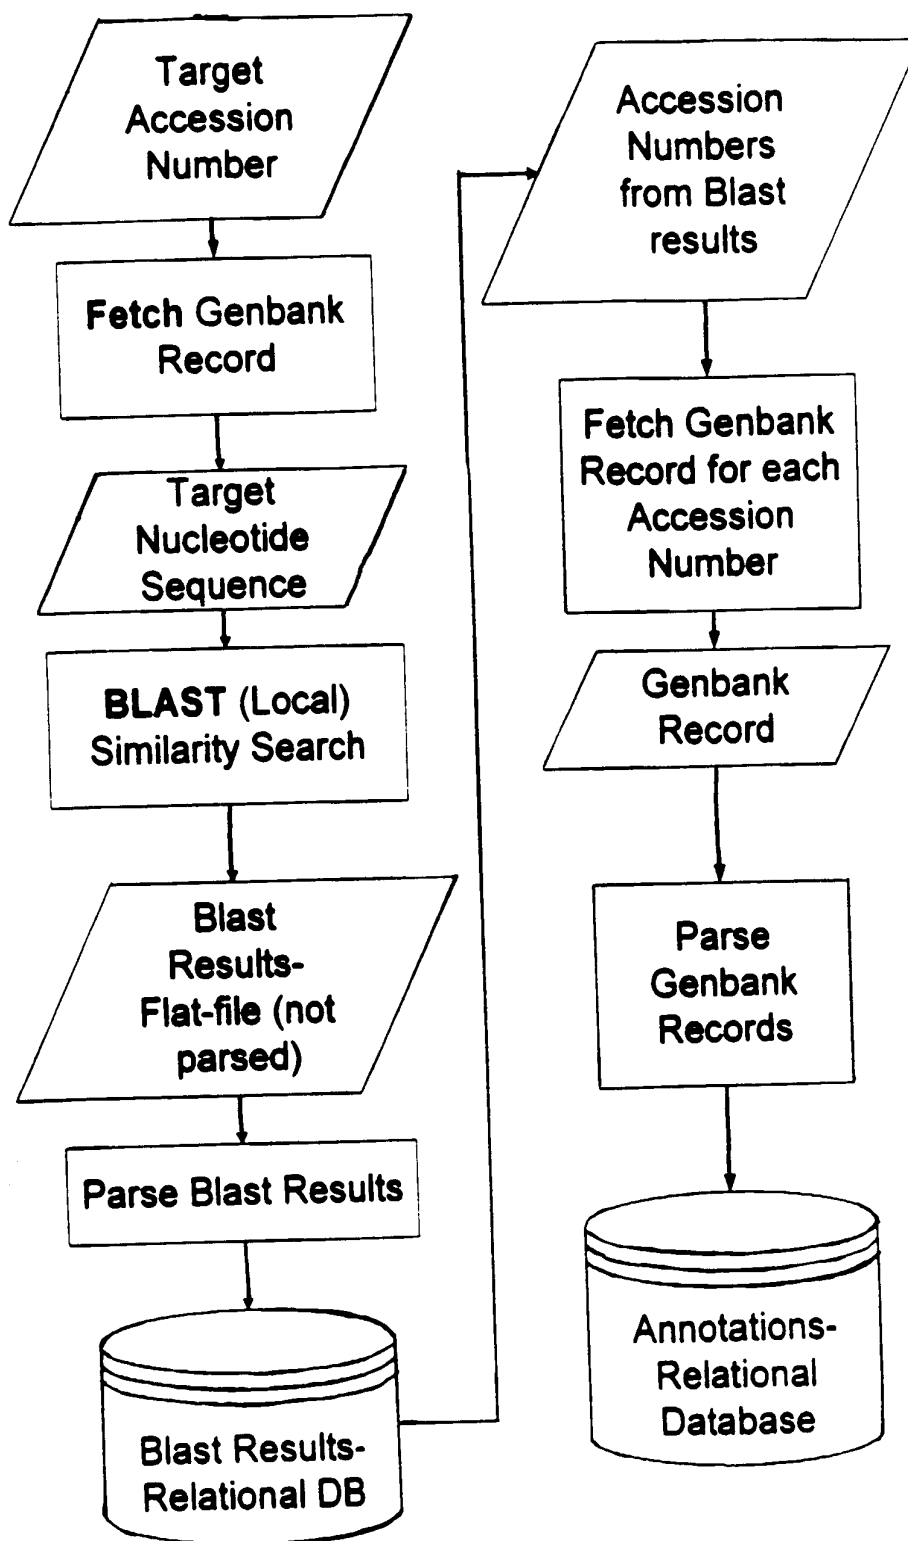 Target
Accession
Number
Fetch Genbank
Record
Target
Nucleotide
Sequence
BLAST (Local)
Similarity Search
Blast
Results-
Flat-file (not
parsed)
Parse Blast Results
Blast Results-
Relational DB
Accession
Numbers
from Blast
results
Fetch Genbank
Record for each
Accession
Number
Genbank
Record
Parse
Genbank
Records
Annotations-
Relational
Database